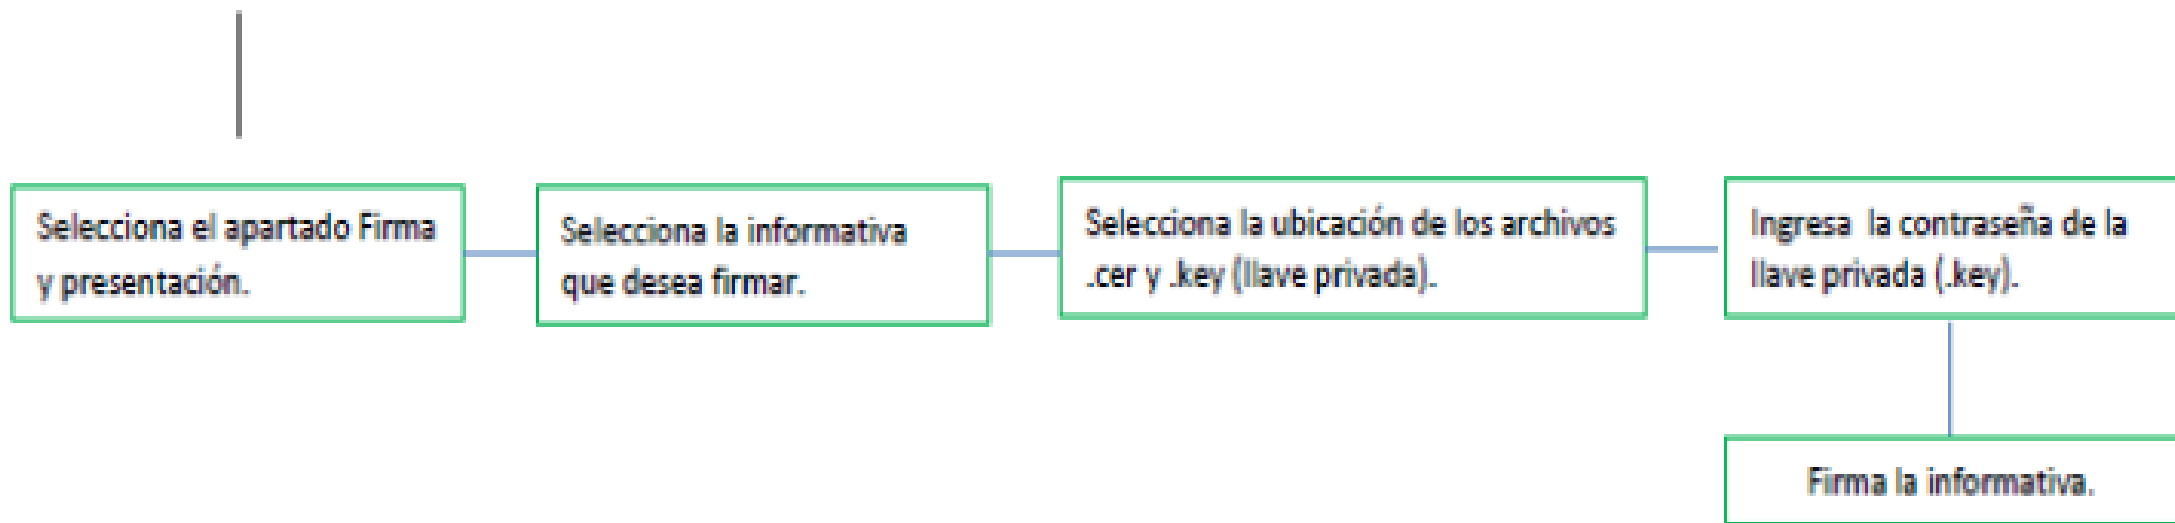 Selecciona el apartado Firma
y presentación.
Selecciona la informativa
que desea firmar.
Selecciona la ubicación de los archivos
.cer y .key (llave privada).
Ingresa  la contraseña de la
llave privada (.key).
Firma la informativa.